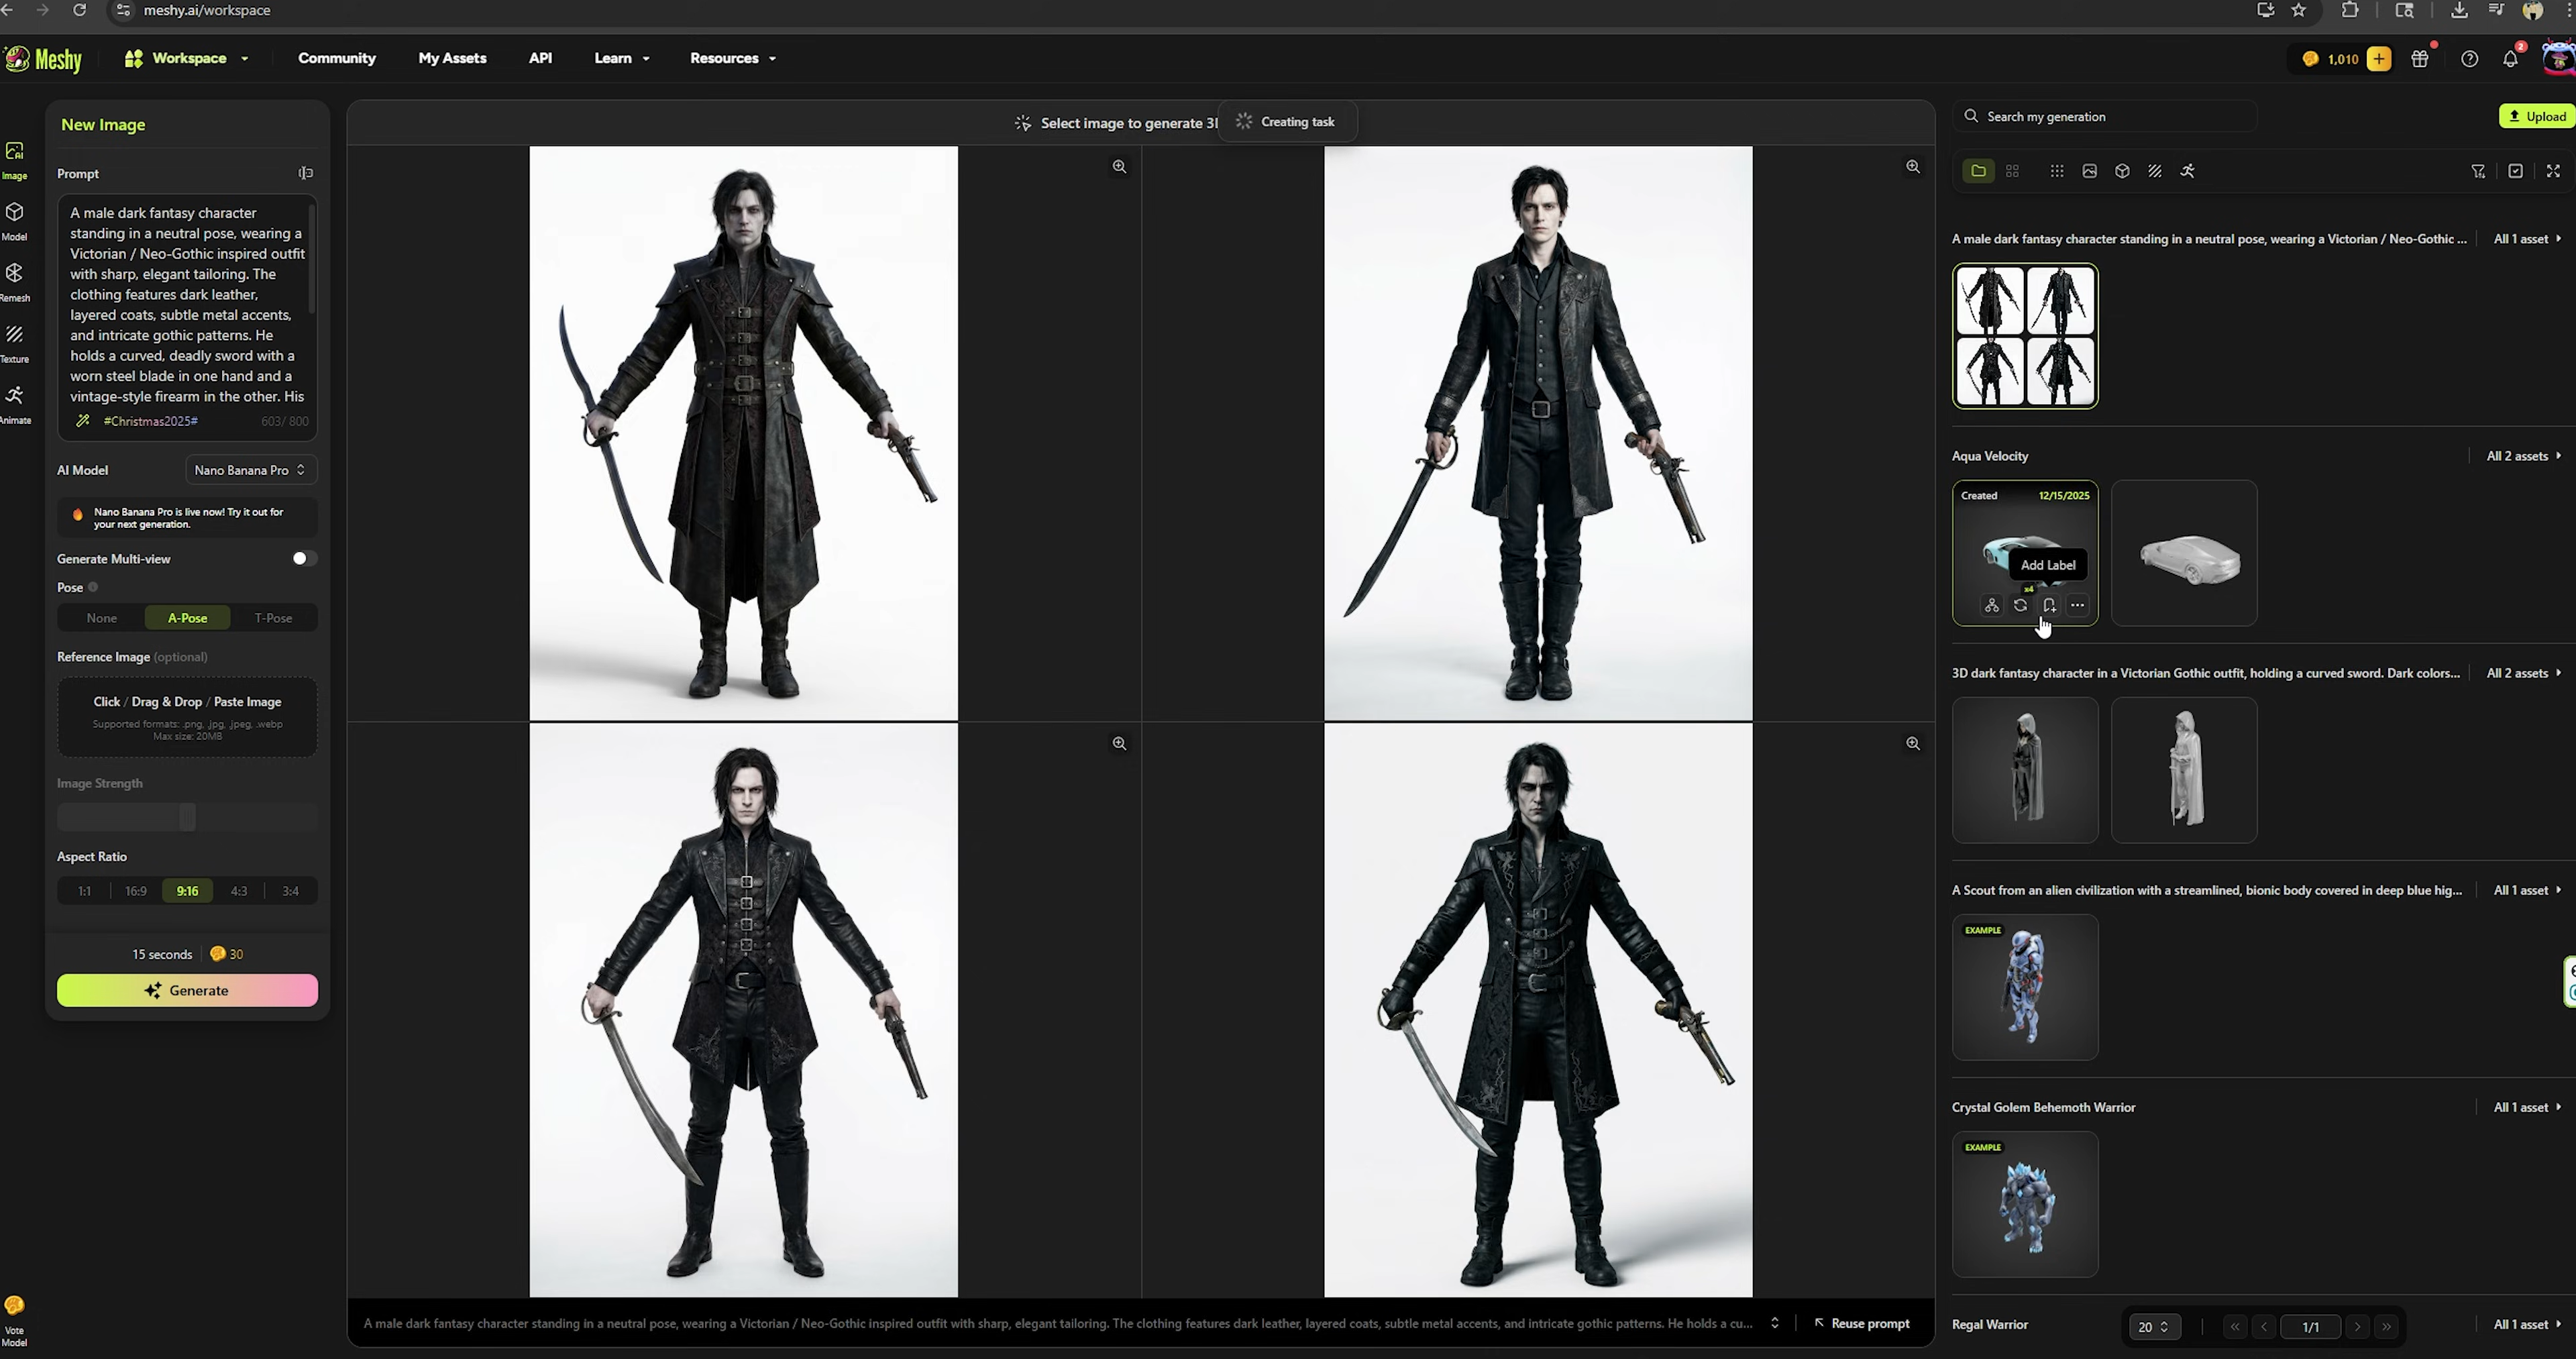 meshy.ai/workspace
Meshy
Workspace
Community
My Assets
API
Learn
Resources
1,010
2
New Image
Prompt
A male dark fantasy character
standing in a neutral pose, wearing a
Victorian / Neo-Gothic inspired outfit
with sharp, elegant tailoring. The
clothing features dark leather,
layered coats, subtle metal accents,
and intricate gothic patterns. He
holds a curved, deadly sword with a
worn steel blade in one hand and a
vintage-style firearm in the other. His
#Christmas2025#
603/ 800
AI Model
Nano Banana Pro
Nano Banana Pro is live now! Try it out for
your next generation.
Generate Multi-view
Pose
None
A-Pose
T-Pose
Reference Image (optional)
Click / Drag & Drop / Paste Image
Supported formats: .png, .jpg, .jpeg, .webp
Max size: 20MB
Image Strength
Aspect Ratio
1:1
16:9
9:16
4:3
3:4
15 seconds
30
Generate
AI
Image
Model
Remesh
Texture
Animate
Vote
Model
Select image to generate 3
Creating task
A male dark fantasy character standing in a neutral pose, wearing a Victorian / Neo-Gothic inspired outfit with sharp, elegant tailoring. The clothing features dark leather, layered coats, subtle metal accents, and intricate gothic patterns. He holds a cu...
Reuse prompt
Search my generation
Upload
A male dark fantasy character standing in a neutral pose, wearing a Victorian / Neo-Gothic ...
All 1 asset
Aqua Velocity
All 2 assets
Created
12/15/2025
Add Label
x4
3D dark fantasy character in a Victorian Gothic outfit, holding a curved sword. Dark colors...
All 2 assets
A Scout from an alien civilization with a streamlined, bionic body covered in deep blue hig...
All 1 asset
EXAMPLE
Crystal Golem Behemoth Warrior
All 1 asset
EXAMPLE
Regal Warrior
20
1/1
All 1 asset